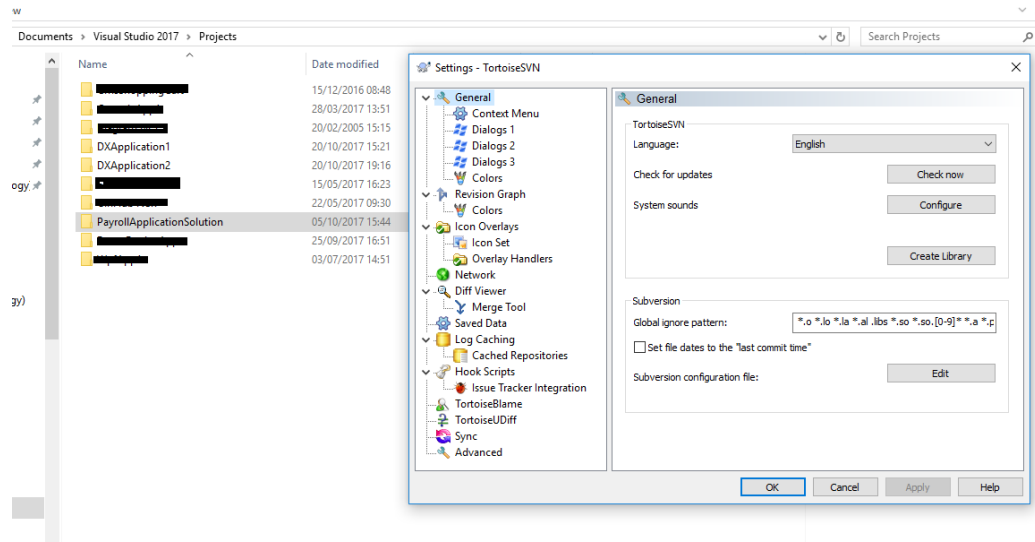 ew
Documents > Visual Studio 2017 > Projects
Search Projects
Name
Date modified
15/12/2016 08:48
28/03/2017 13:51
20/02/2005 15:15
DXApplication1 20/10/2017 15:21
DXApplication2 20/10/2017 19:16
ogy) 15/05/2017 16:23
22/05/2017 09:30
PayrollApplicationSolution 05/10/2017 15:44
25/09/2017 16:51
03/07/2017 14:51
gy)
Settings - TortoiseSVN
General
Context Menu
Dialogs 1
Dialogs 2
Dialogs 3
Colors
Revision Graph
Colors
Icon Overlays
Icon Set
Overlay Handlers
Network
Diff Viewer
Merge Tool
Saved Data
Log Caching
Cached Repositories
Hook Scripts
Issue Tracker Integration
TortoiseBlame
TortoiseUDiff
Sync
Advanced
General
TortoiseSVN
Language: English
Check for updates Check now
System sounds Configure
Create Library
Subversion
Global ignore pattern: *.o *.lo *.la *.al .libs *.so *.so.[0-9]* *.a *.p
Set file dates to the "last commit time"
Subversion configuration file: Edit
OK Cancel Apply Help